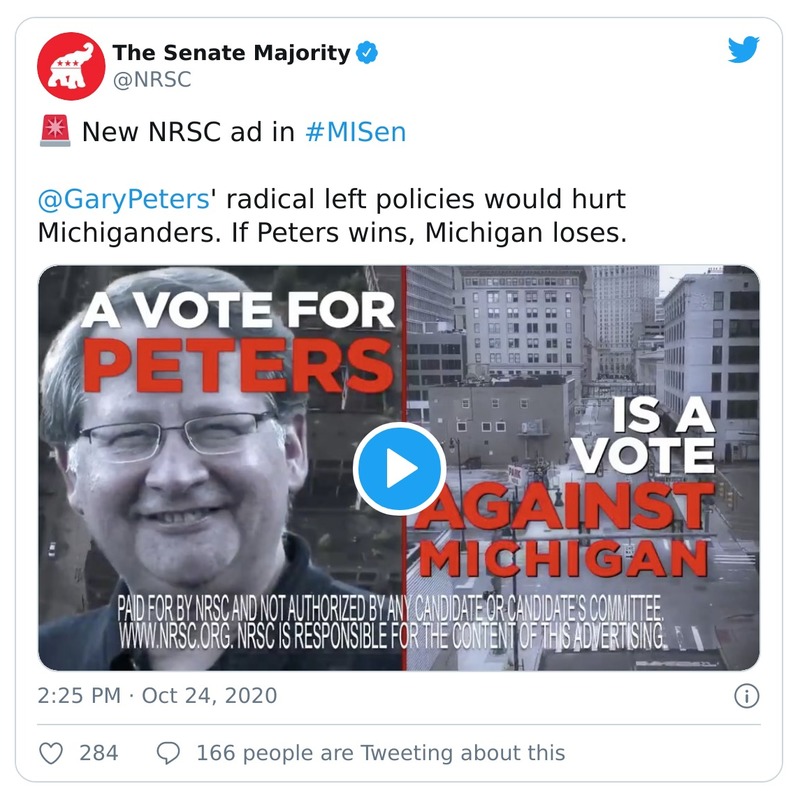 The Senate Majority
@NRSC
🚨 New NRSC ad in #MISen
@GaryPeters' radical left policies would hurt
Michiganders. If Peters wins, Michigan loses.
A VOTE FOR
PETERS
IS A
VOTE
AGAINST
MICHIGAN
PAID FOR BY NRSC AND NOT AUTHORIZED BY ANY CANDIDATE OR CANDIDATE'S COMMITTEE.
WWW.NRSC.ORG. NRSC IS RESPONSIBLE FOR THE CONTENT OF THIS ADVERTISING.
2:25 PM · Oct 24, 2020
284
166 people are Tweeting about this